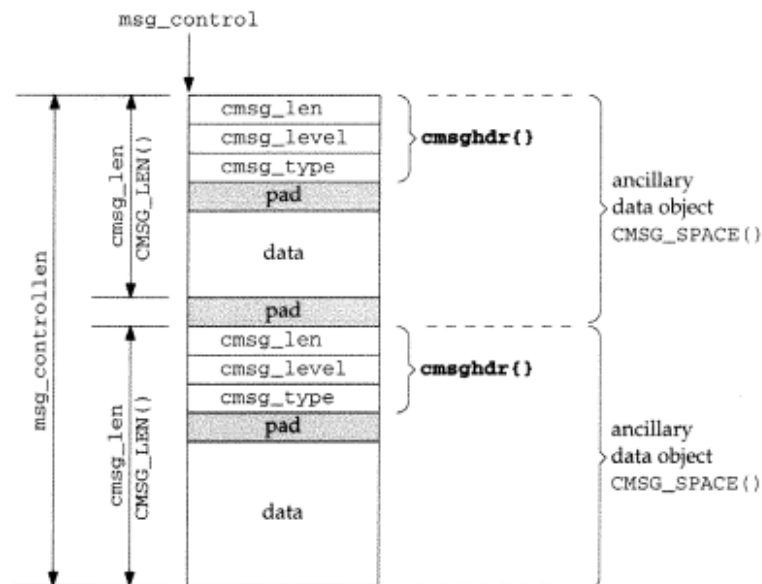 msg_control
cmsg_len
cmsg_level
cmsg_type
cmsghdr{}
pad
data
pad
cmsg_len
CMSG_LEN()
ancillary
data object
CMSG_SPACE()
msg_controllen
cmsg_len
cmsg_level
cmsg_type
cmsghdr{}
pad
data
cmsg_len
CMSG_LEN()
ancillary
data object
CMSG_SPACE()